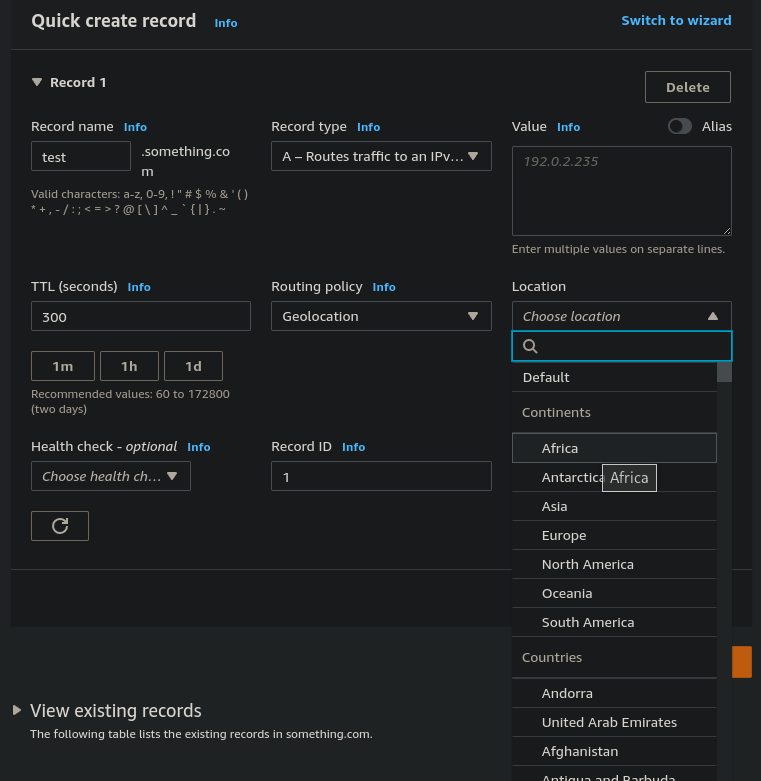 Quick create record Info
Switch to wizard
Record 1
Delete
Record name Info
test
.something.co
m
Valid characters: a-z, 0-9, ! " # $ % & ' ( )
* + , - / : ; < = > ? @ [ \ ] ^ _ ` { | } . ~
Record type Info
A – Routes traffic to an IPv…
Value Info
Alias
192.0.2.235
Enter multiple values on separate lines.
TTL (seconds) Info
300
1m 1h 1d
Recommended values: 60 to 172800
(two days)
Routing policy Info
Geolocation
Location
Choose location
Default
Continents
Africa
Antarctica
Africa
Asia
Europe
North America
Oceania
South America
Countries
Andorra
United Arab Emirates
Afghanistan
Antigua and Barbuda
Health check - optional Info
Choose health ch…
Record ID Info
1
View existing records
The following table lists the existing records in something.com.